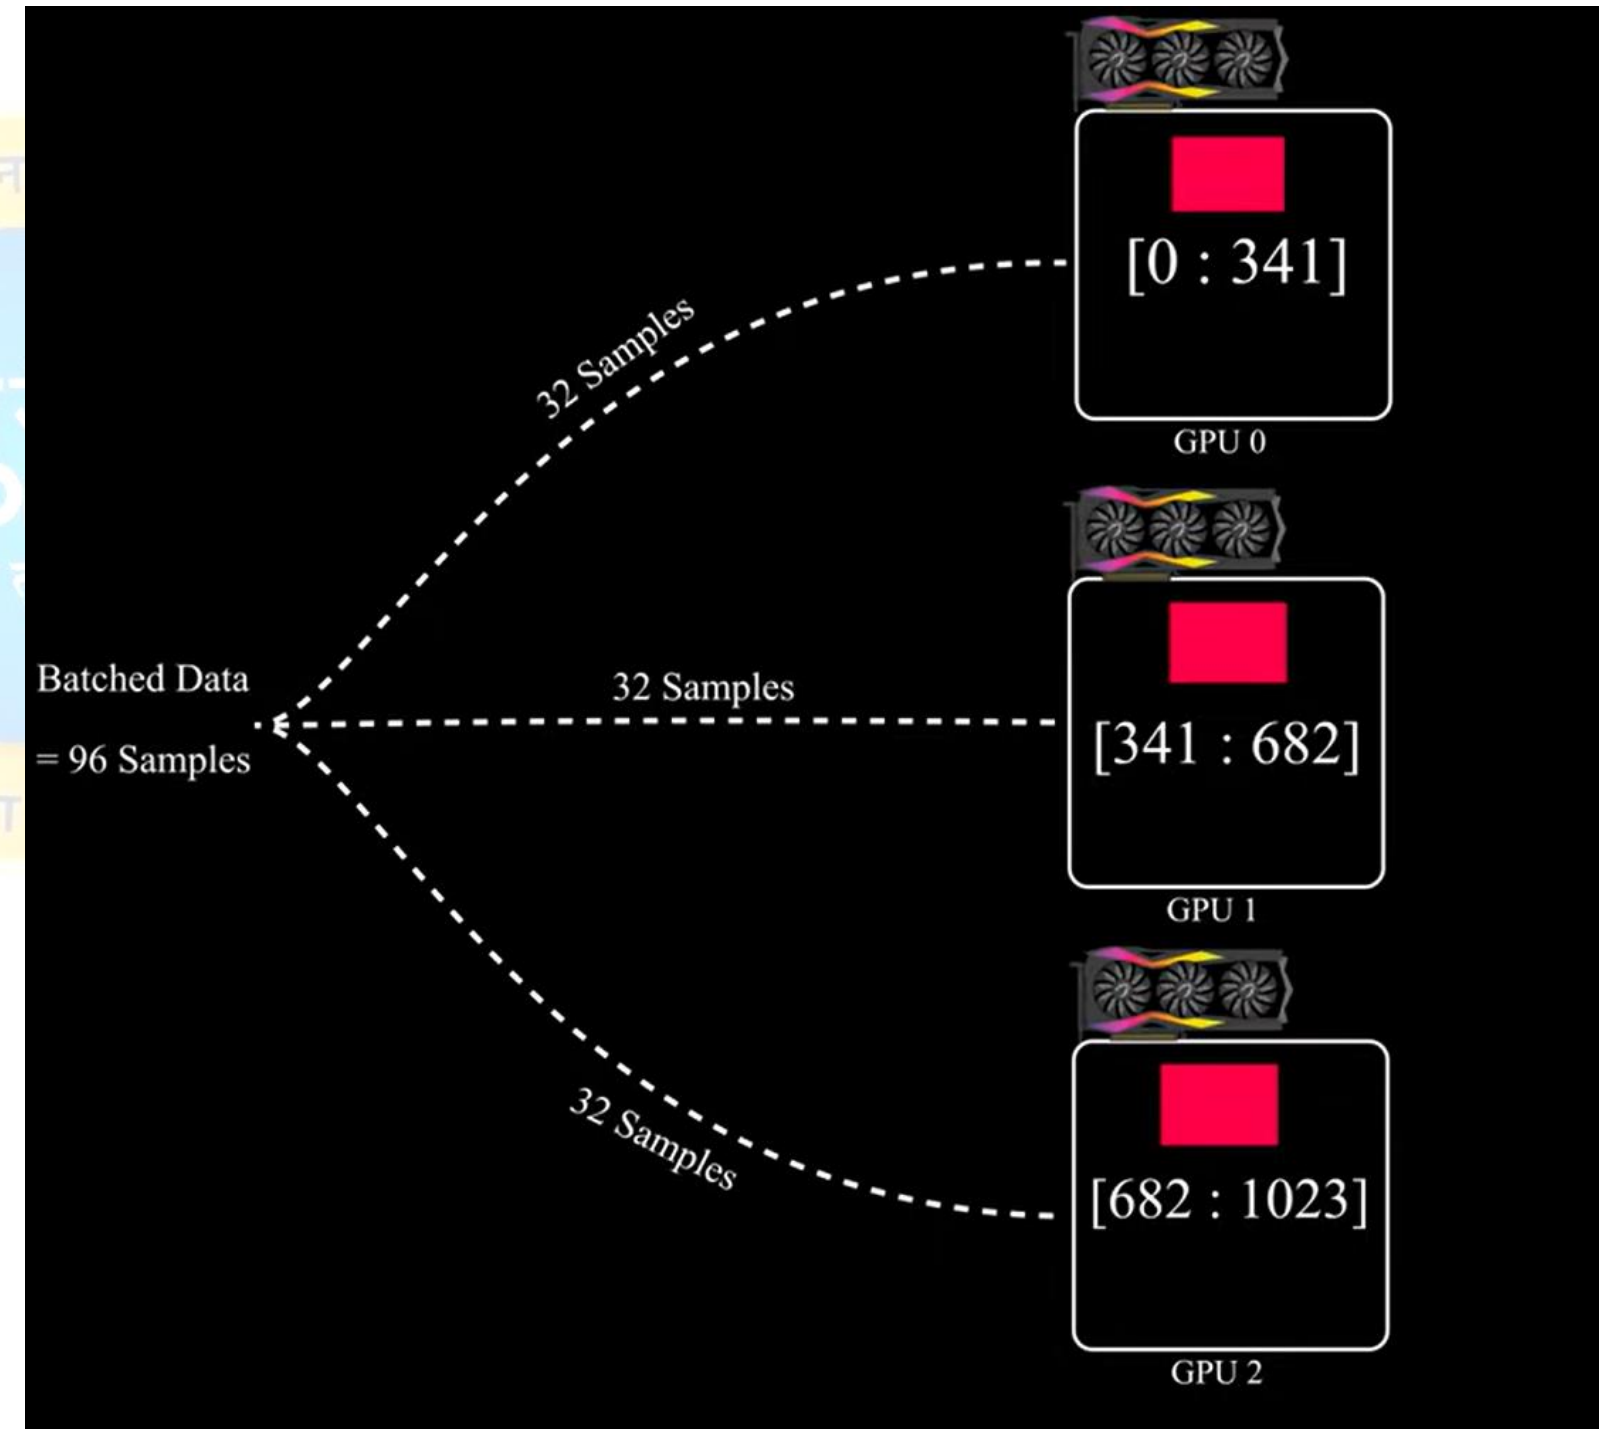 [0 : 341]
GPU 0
32 Samples
Batched Data
= 96 Samples
32 Samples
[341 : 682]
GPU 1
32 Samples
[682 : 1023]
GPU 2